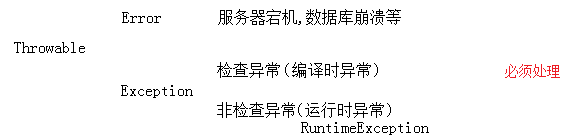 Error 服务器宕机,数据库崩溃等
Throwable
检查异常(编译时异常) 必须处理
Exception
非检查异常(运行时异常)
RuntimeException